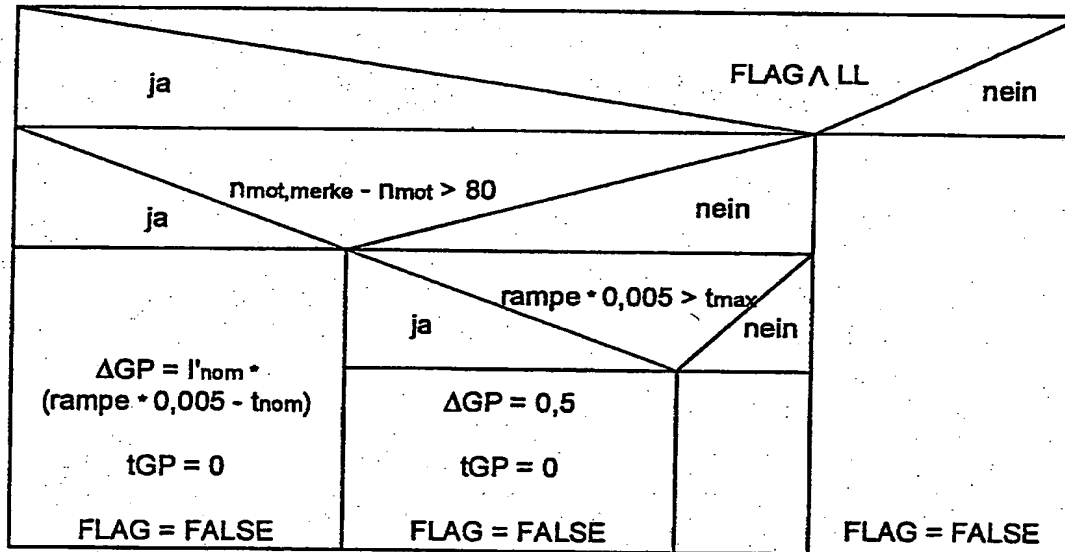 FLAG ∧ LL
ja
nein
nmot,merke - nmot > 80
ja
nein
rampe * 0,005 > tmax
ja
nein
ΔGP = I'nom *
(rampe * 0,005 - tnom)
tGP = 0
FLAG = FALSE
ΔGP = 0,5
tGP = 0
FLAG = FALSE
FLAG = FALSE